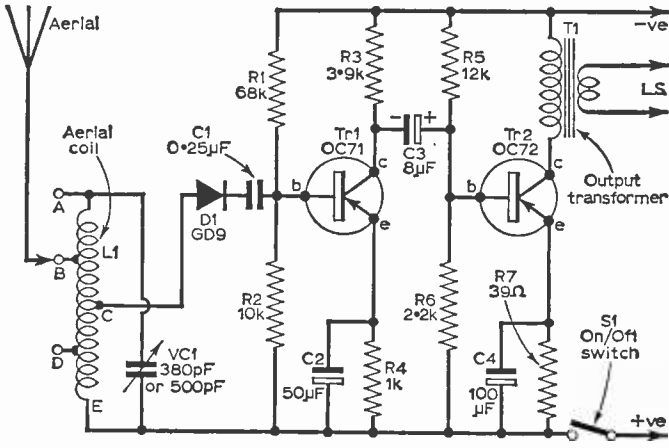 Aerial
Aerial
coil
A
B
L1
C
D
E
VC1
380pF
or 500pF
C1
0·25µF
D1
GD9
R1
68k
R2
10k
b
Tr1
OC71
c
e
C2
50µF
R3
3·9k
R4
1k
-
+
C3
8µF
R5
12k
R6
2·2k
b
Tr2
OC72
c
e
C4
100
µF
R7
39Ω
T1
-ve
LS
Output
transformer
S1
On/Off
switch
+ve